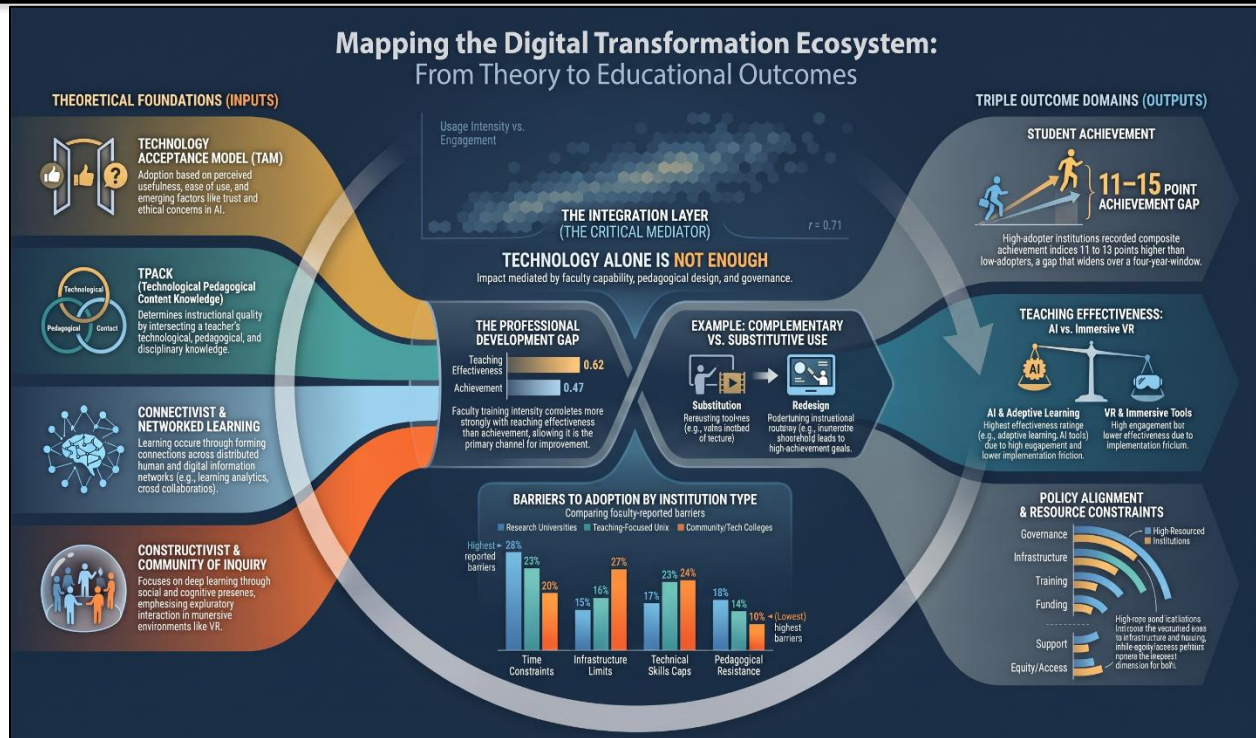 Mapping the Digital Transformation Ecosystem:
From Theory to Educational Outcomes
THEORETICAL FOUNDATIONS (INPUTS)
TECHNOLOGY
ACCEPTANCE MODEL (TAM)
Adoption based on perceived
usefulness, ease of use, and
emerging factors like trust and
ethical concerns in AI.
TPACK
(Technological Pedagogical
Content Knowledge)
Determines instructional quality
by intersecting a teacher's
technological, pedagogical, and
disciplinary knowledge.
Technological
Pedagogical
Contact
CONNECTIVIST &
NETWORKED LEARNING
Learning occure through forming
connections across distributed
human and digital information
networks (e.g., learning analytics,
crosd collaboratios).
CONSTRUCTIVIST &
COMMUNITY OF INQUIRY
Focuses on deep learning through
social and cognitive presense,
emphesising expluratory
interaction in munersive
environments like VR.
Usage Intensity vs.
Engagement
THE INTEGRATION LAYER
(THE CRITICAL MEDIATOR)
r = 0.71
TECHNOLOGY ALONE IS NOT ENOUGH
Impact mediated by faculty capability, pedagogical design, and governance.
THE PROFESSIONAL
DEVELOPMENT GAP
Teaching
Effectiveness
0.62
Achievement
0.47
Faculty training intensity corroletes more
strongly with reaching effectiveness
than achievement, allowing it is the
primary channel for improvement.
EXAMPLE: COMPLEMENTARY
VS. SUBSTITUTIVE USE
Substitution
(e.g.,
of
Redesign
(e.g.,
leads to
high-achievement goals.
BARRIERS TO ADOPTION BY INSTITUTION TYPE
Comparing faculty-reported barriers
Research Universities
Teaching-Focused Unix
Community/Tech Colleges
Highest
reported
barriers
28%
23%
20%
15%
16%
27%
17%
23%
24%
18%
14%
10%
(Lowest)
highest
barriers
Time
Constraints
Infrastructure
Limits
Technical
Skills Caps
Pedagogical
Resistance
TRIPLE OUTCOME DOMAINS (OUTPUTS)
STUDENT ACHIEVEMENT
11–15 POINT
ACHIEVEMENT GAP
High-adopter institutions recorded composite
achievement indices 11 to 13 points higher than
low-adopters, a gap that widens over a four-year-window.
TEACHING EFFECTIVENESS:
AI vs. Immersive VR
AI
AI & Adaptive Learning
Highest effectiveness ratinge
(e.g., adaptive learning, AI tools)
due to high eugapement and
lower implementation friction.
VR & Immersive Tools
High engagement but
lower effectiveness due to
implementation
POLICY ALIGNMENT
& RESOURCE CONSTRAINTS
Governance
Infrastructure
Training
Funding
Support
Equity/Access
High-Resourced
Institutions
to infrastructure and
dimension for